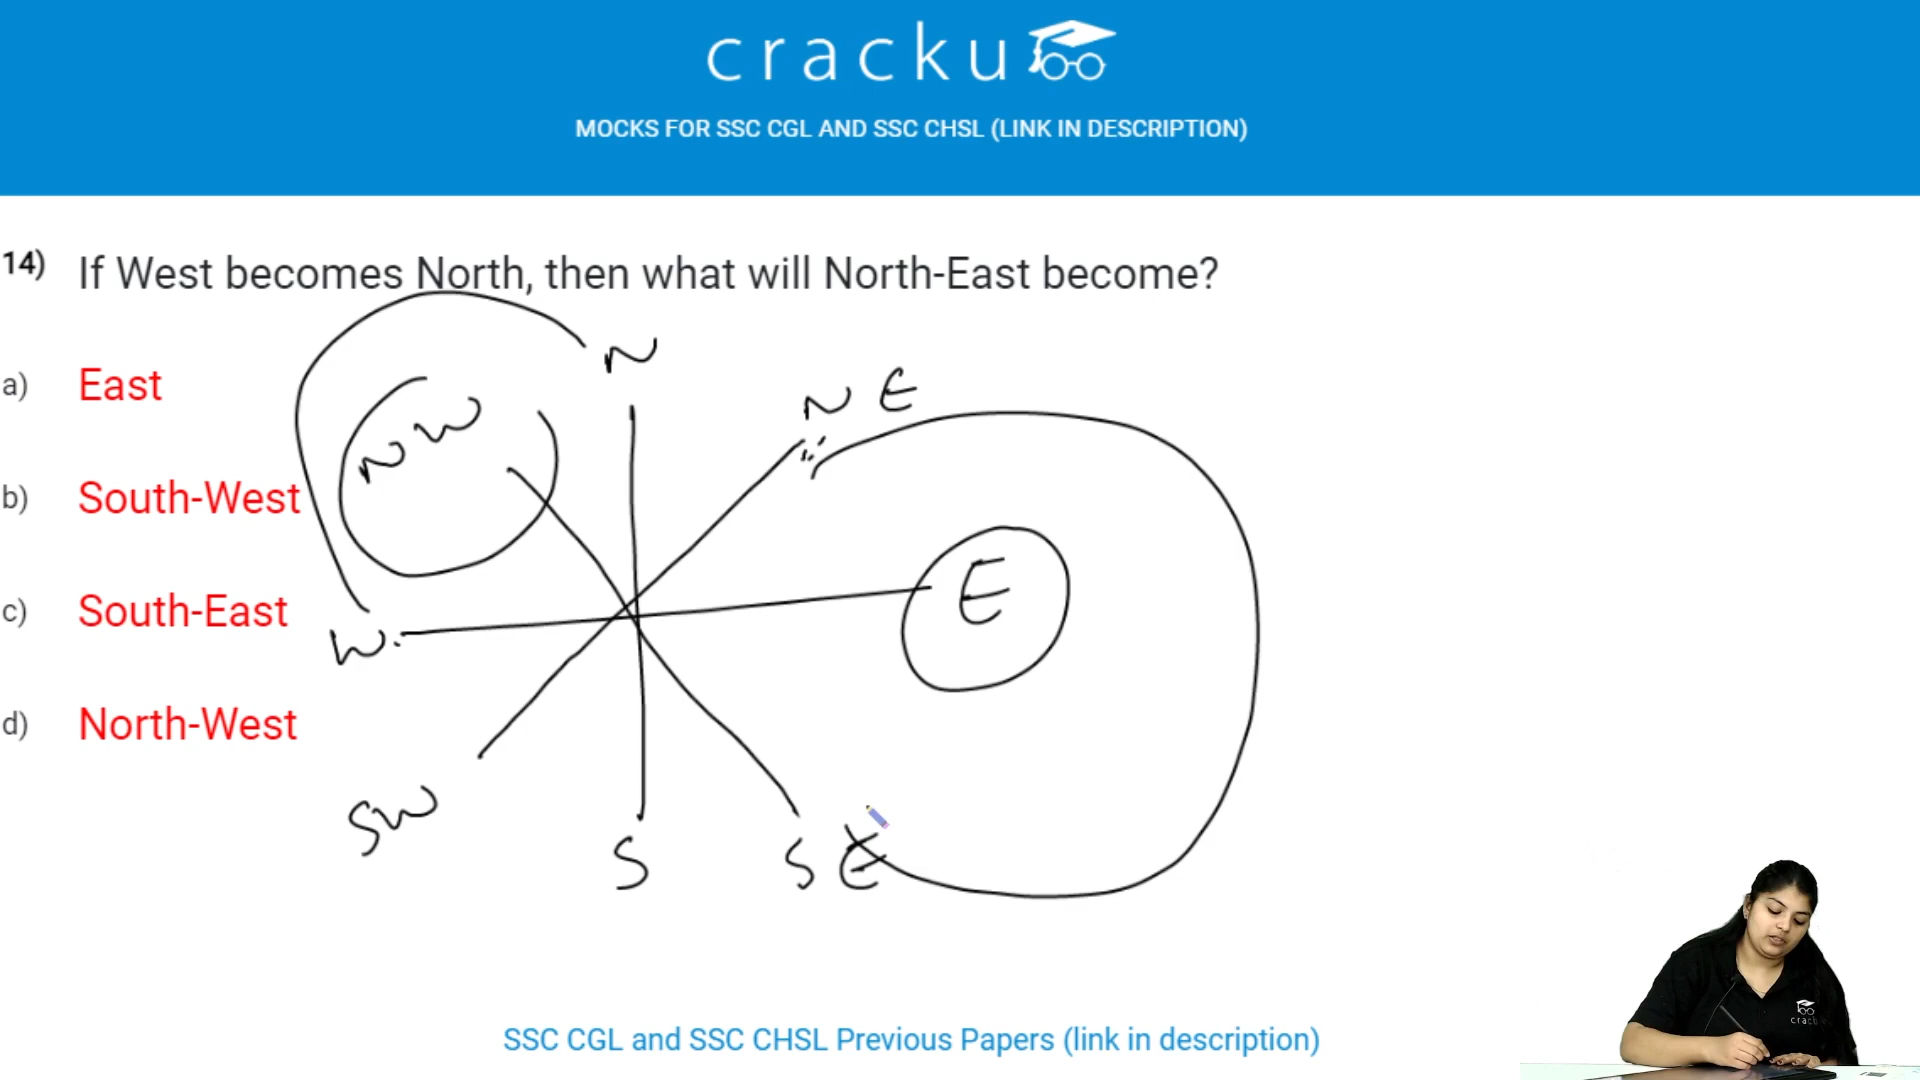 cracku
MOCKS FOR SSC CGL AND SSC CHSL (LINK IN DESCRIPTION)
14) If West becomes North, then what will North-East become?
a) East
b) South-West
c) South-East
d) North-West
N
NE
NW
E
W
SW
S
SE
crac
SSC CGL and SSC CHSL Previous Papers (link in description)